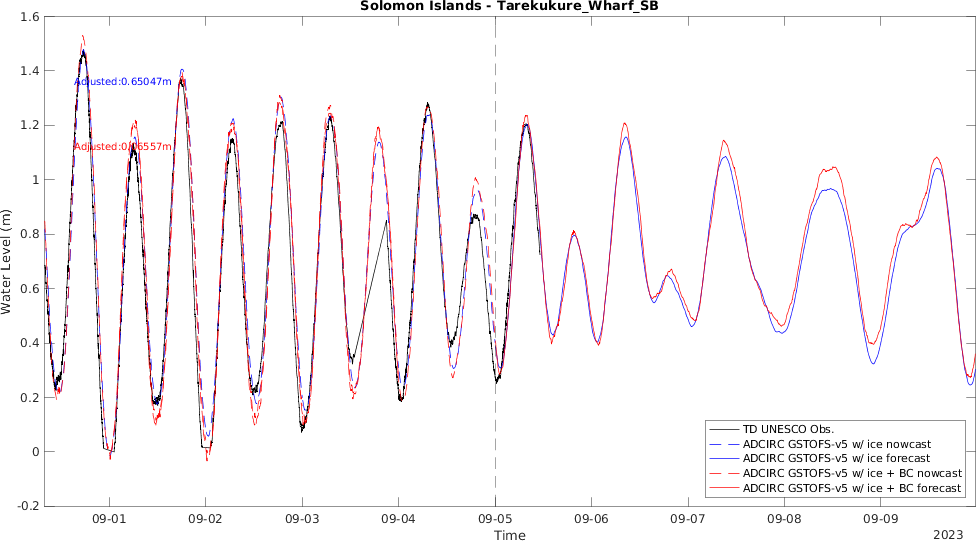 Solomon Islands - Tarekukure_Wharf_SB
Water Level (m)
1.6
1.4
1.2
1
0.8
0.6
0.4
0.2
0
-0.2
Adjusted:0.65047m
TD UNESCO Obs.
ADCIRC GSTOFS-v5 w/ ice nowcast
ADCIRC GSTOFS-v5 w/ ice forecast
ADCIRC GSTOFS-v5 w/ ice + BC nowcast
ADCIRC GSTOFS-v5 w/ ice + BC forecast
09-01 09-02 09-03 09-04 09-05 09-06 09-07 09-08 09-09
Time
2023